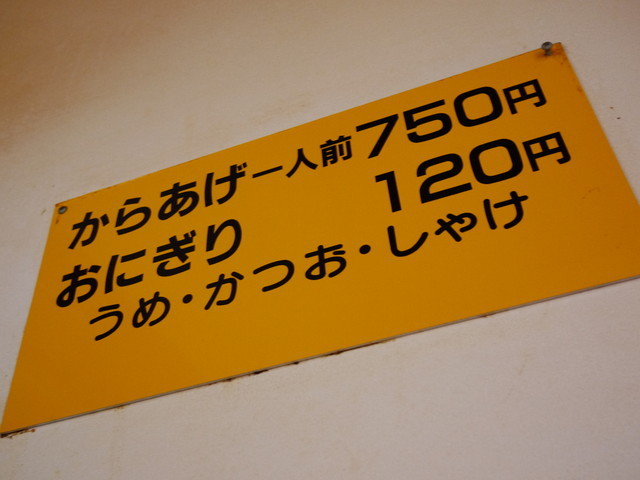 からあげ一人前750円
おにぎり 120円
うめ・かつお・しやけ